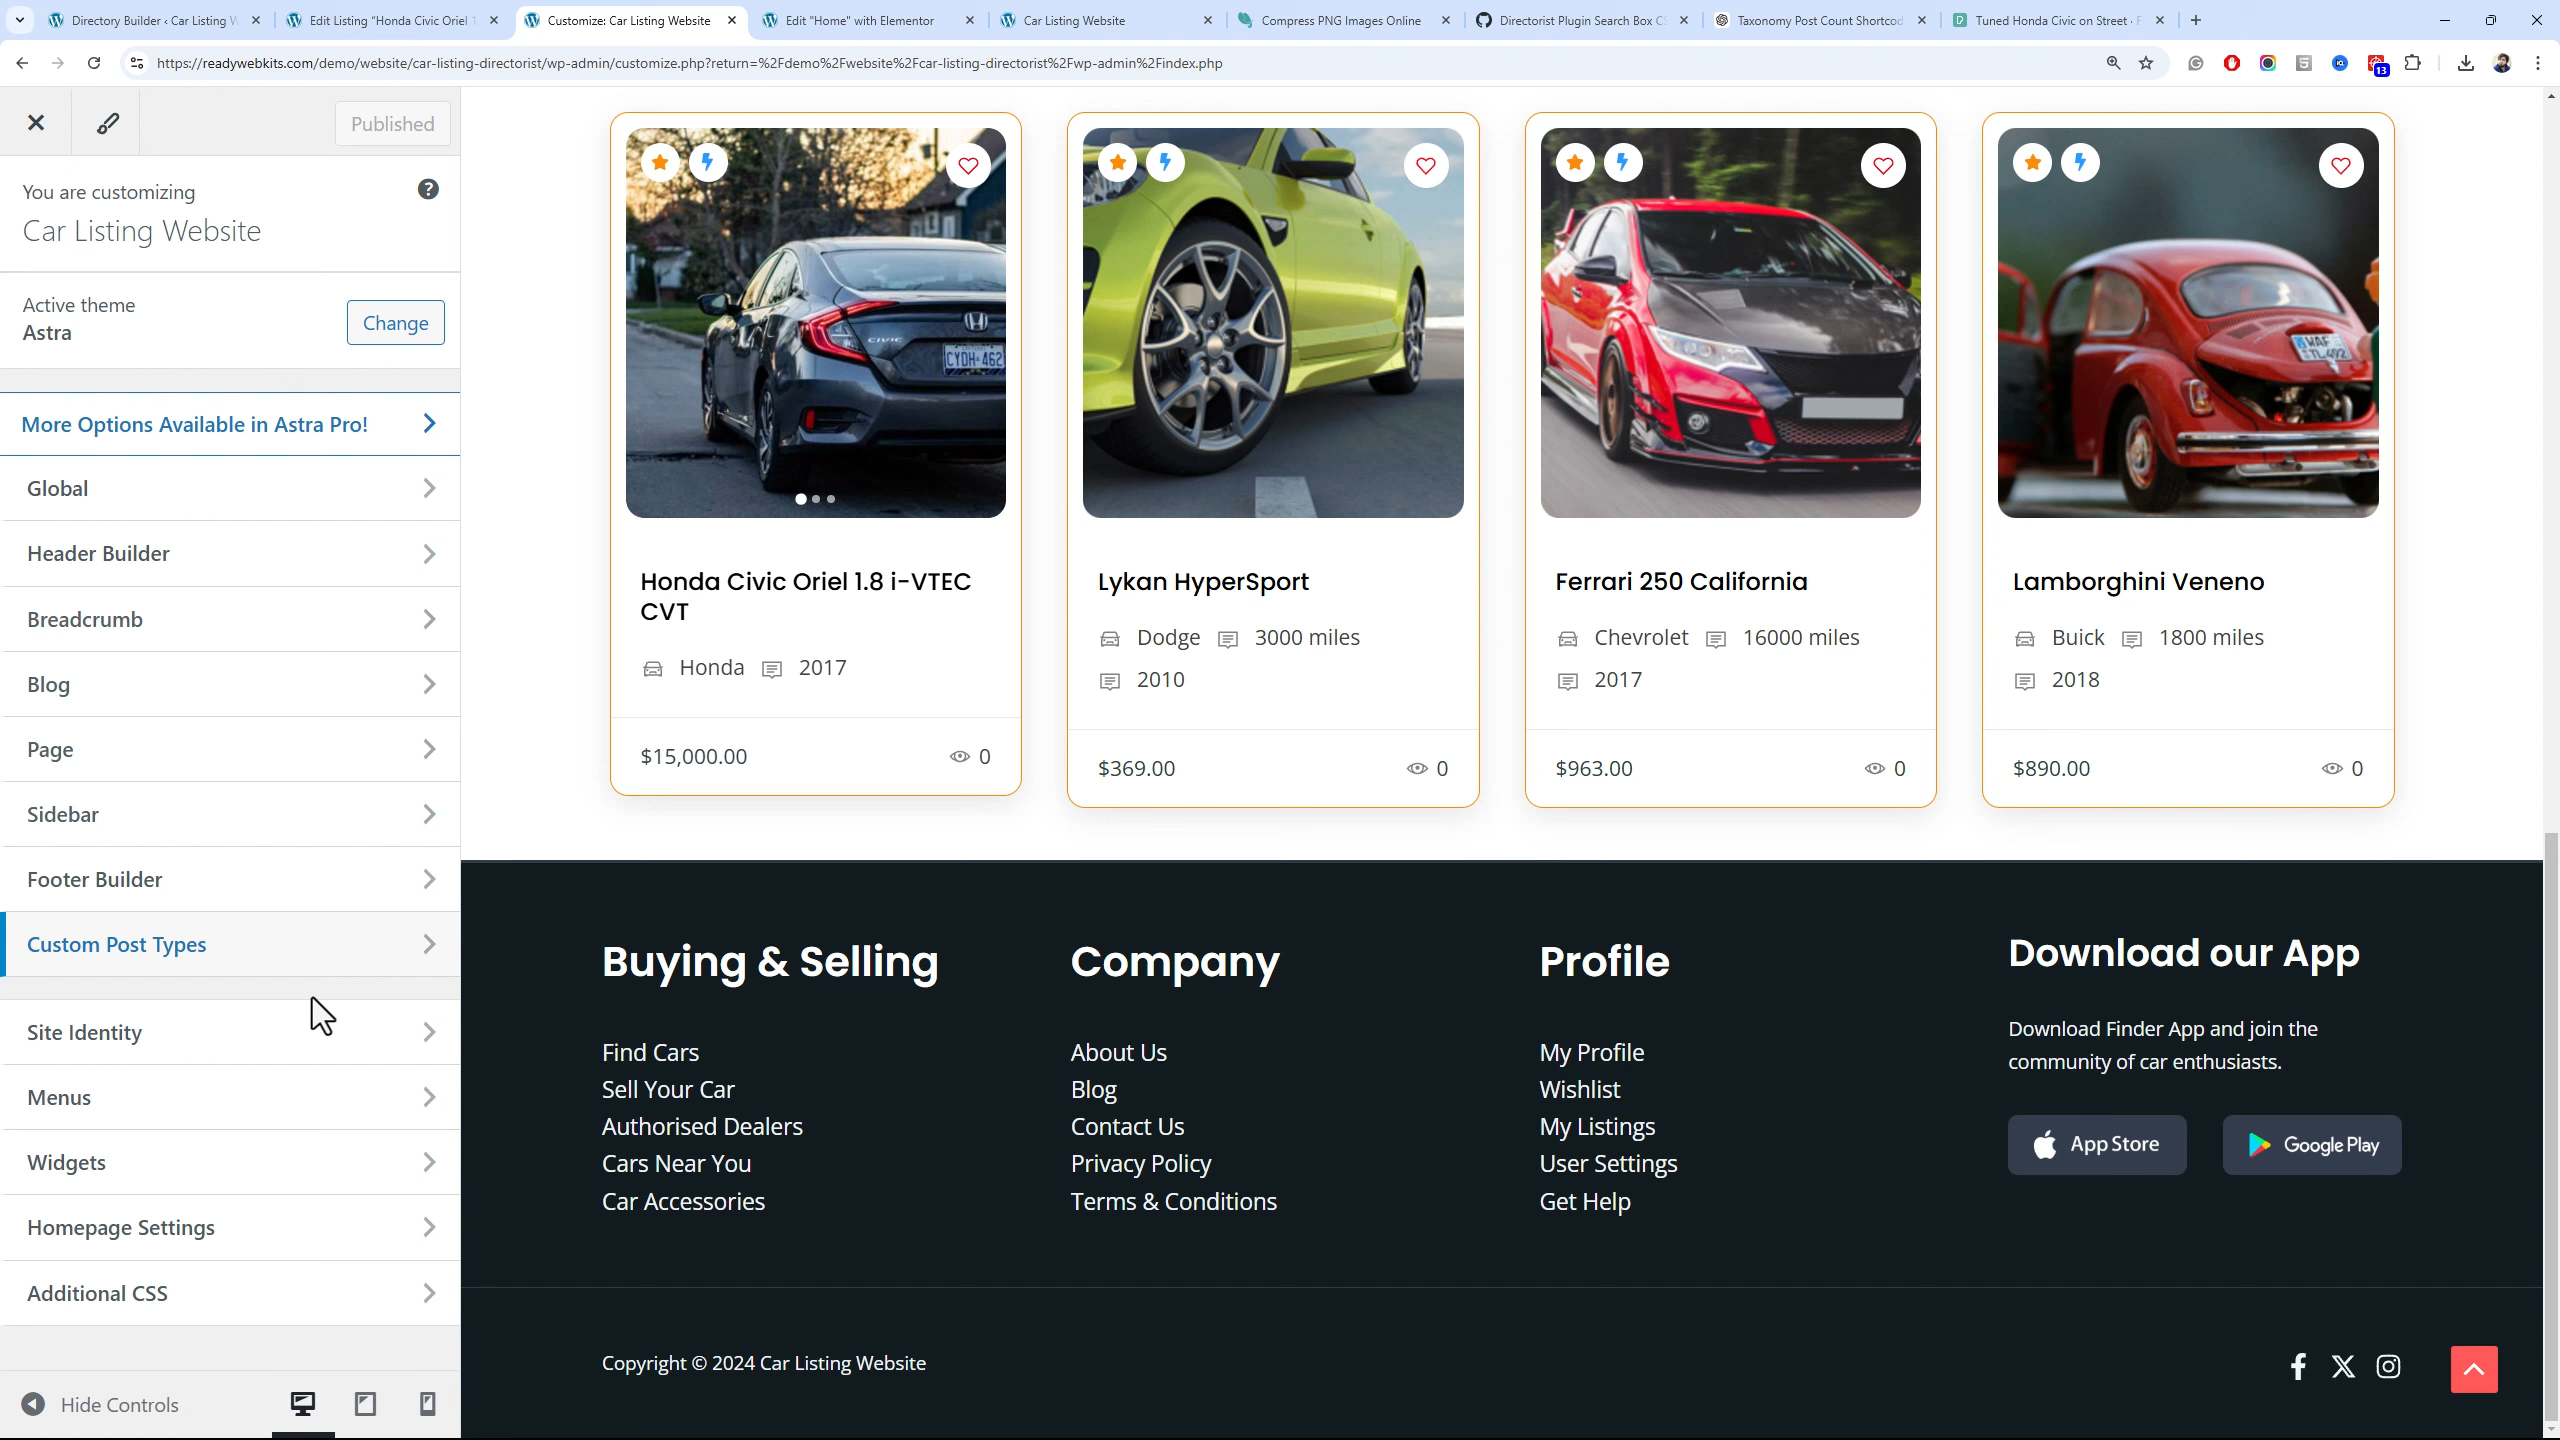 Directory Builder ‹ Car Listing W
Edit Listing "Honda Civic Oriel 1
Customize: Car Listing Website
Edit "Home" with Elementor
Car Listing Website
Compress PNG Images Online
Directorist Plugin Search Box CS
Taxonomy Post Count Shortcod
Tuned Honda Civic on Street · F
https://readywebkits.com/demo/website/car-listing-directorist/wp-admin/customize.php?return=%2Fdemo%2Fwebsite%2Fcar-listing-directorist%2Fwp-admin%2Findex.php
13
Published
You are customizing
Car Listing Website
Active theme
Astra
Change
More Options Available in Astra Pro!
Global
Header Builder
Breadcrumb
Blog
Page
Sidebar
Footer Builder
Custom Post Types
Site Identity
Menus
Widgets
Homepage Settings
Additional CSS
Hide Controls
CIVIC
CYDH·462
Honda Civic Oriel 1.8 i-VTEC
CVT
Honda 2017
$15,000.00 0
Lykan HyperSport
Dodge 3000 miles
2010
$369.00 0
Ferrari 250 California
Chevrolet 16000 miles
2017
$963.00 0
WAF
TL492
Lamborghini Veneno
Buick 1800 miles
2018
$890.00 0
Buying & Selling
Find Cars
Sell Your Car
Authorised Dealers
Cars Near You
Car Accessories
Company
About Us
Blog
Contact Us
Privacy Policy
Terms & Conditions
Profile
My Profile
Wishlist
My Listings
User Settings
Get Help
Download our App
Download Finder App and join the
community of car enthusiasts.
App Store
Google Play
Copyright © 2024 Car Listing Website